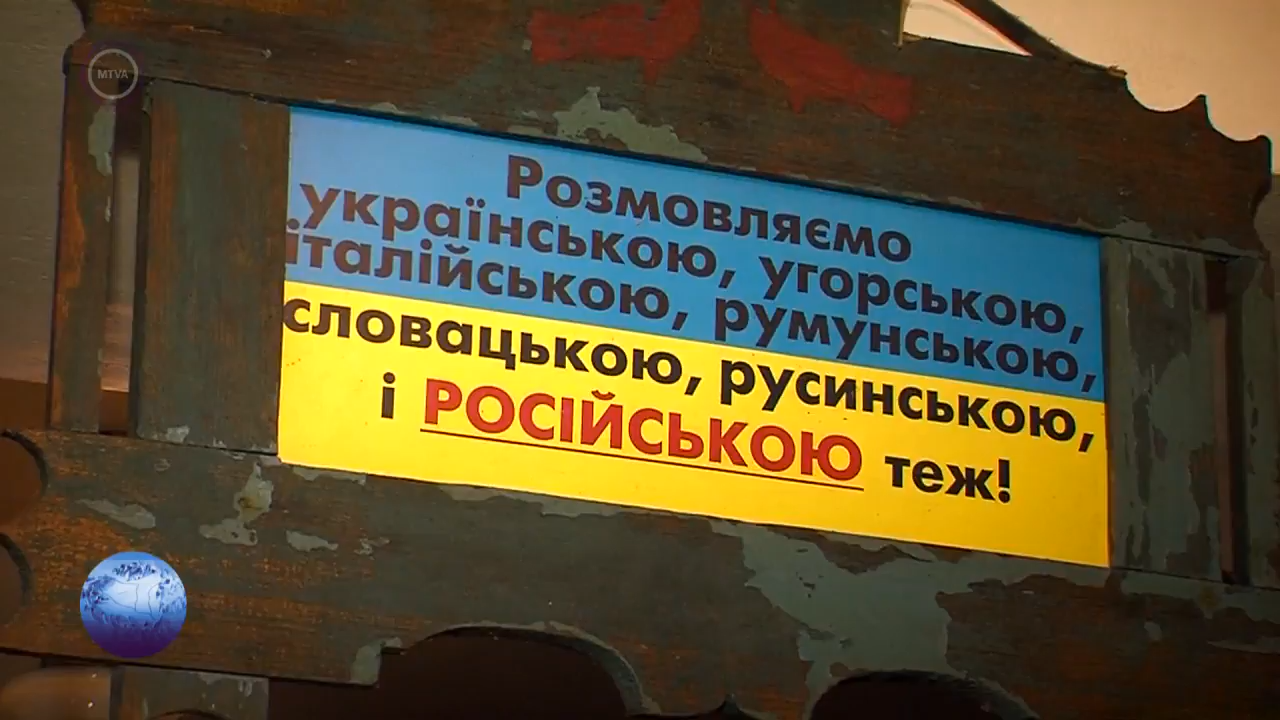 MTVA
Розмовляємо
українською, угорською,
італійською, румунською,
словацькою, русинською,
і РОСІЙСЬКОЮ теж!